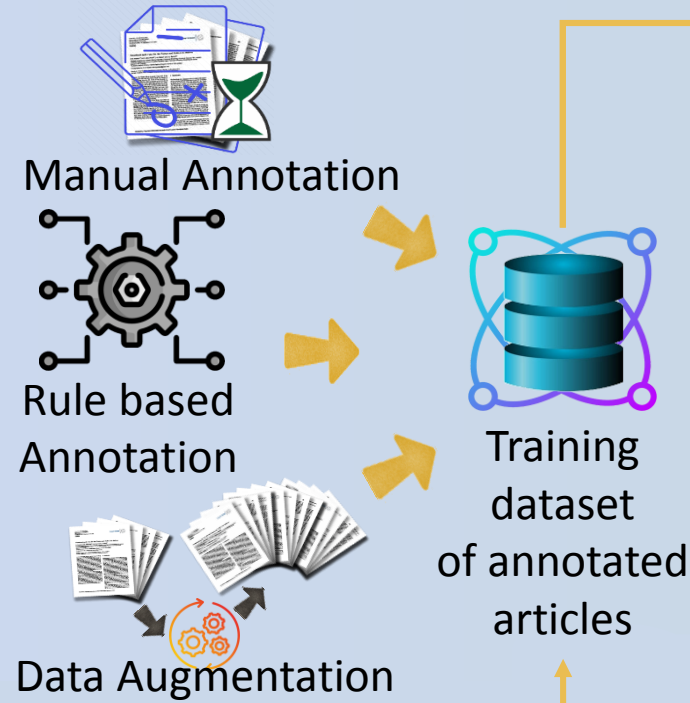 Manual Annotation
Rule based
Annotation
Data Augmentation
Training
dataset
of annotated
articles